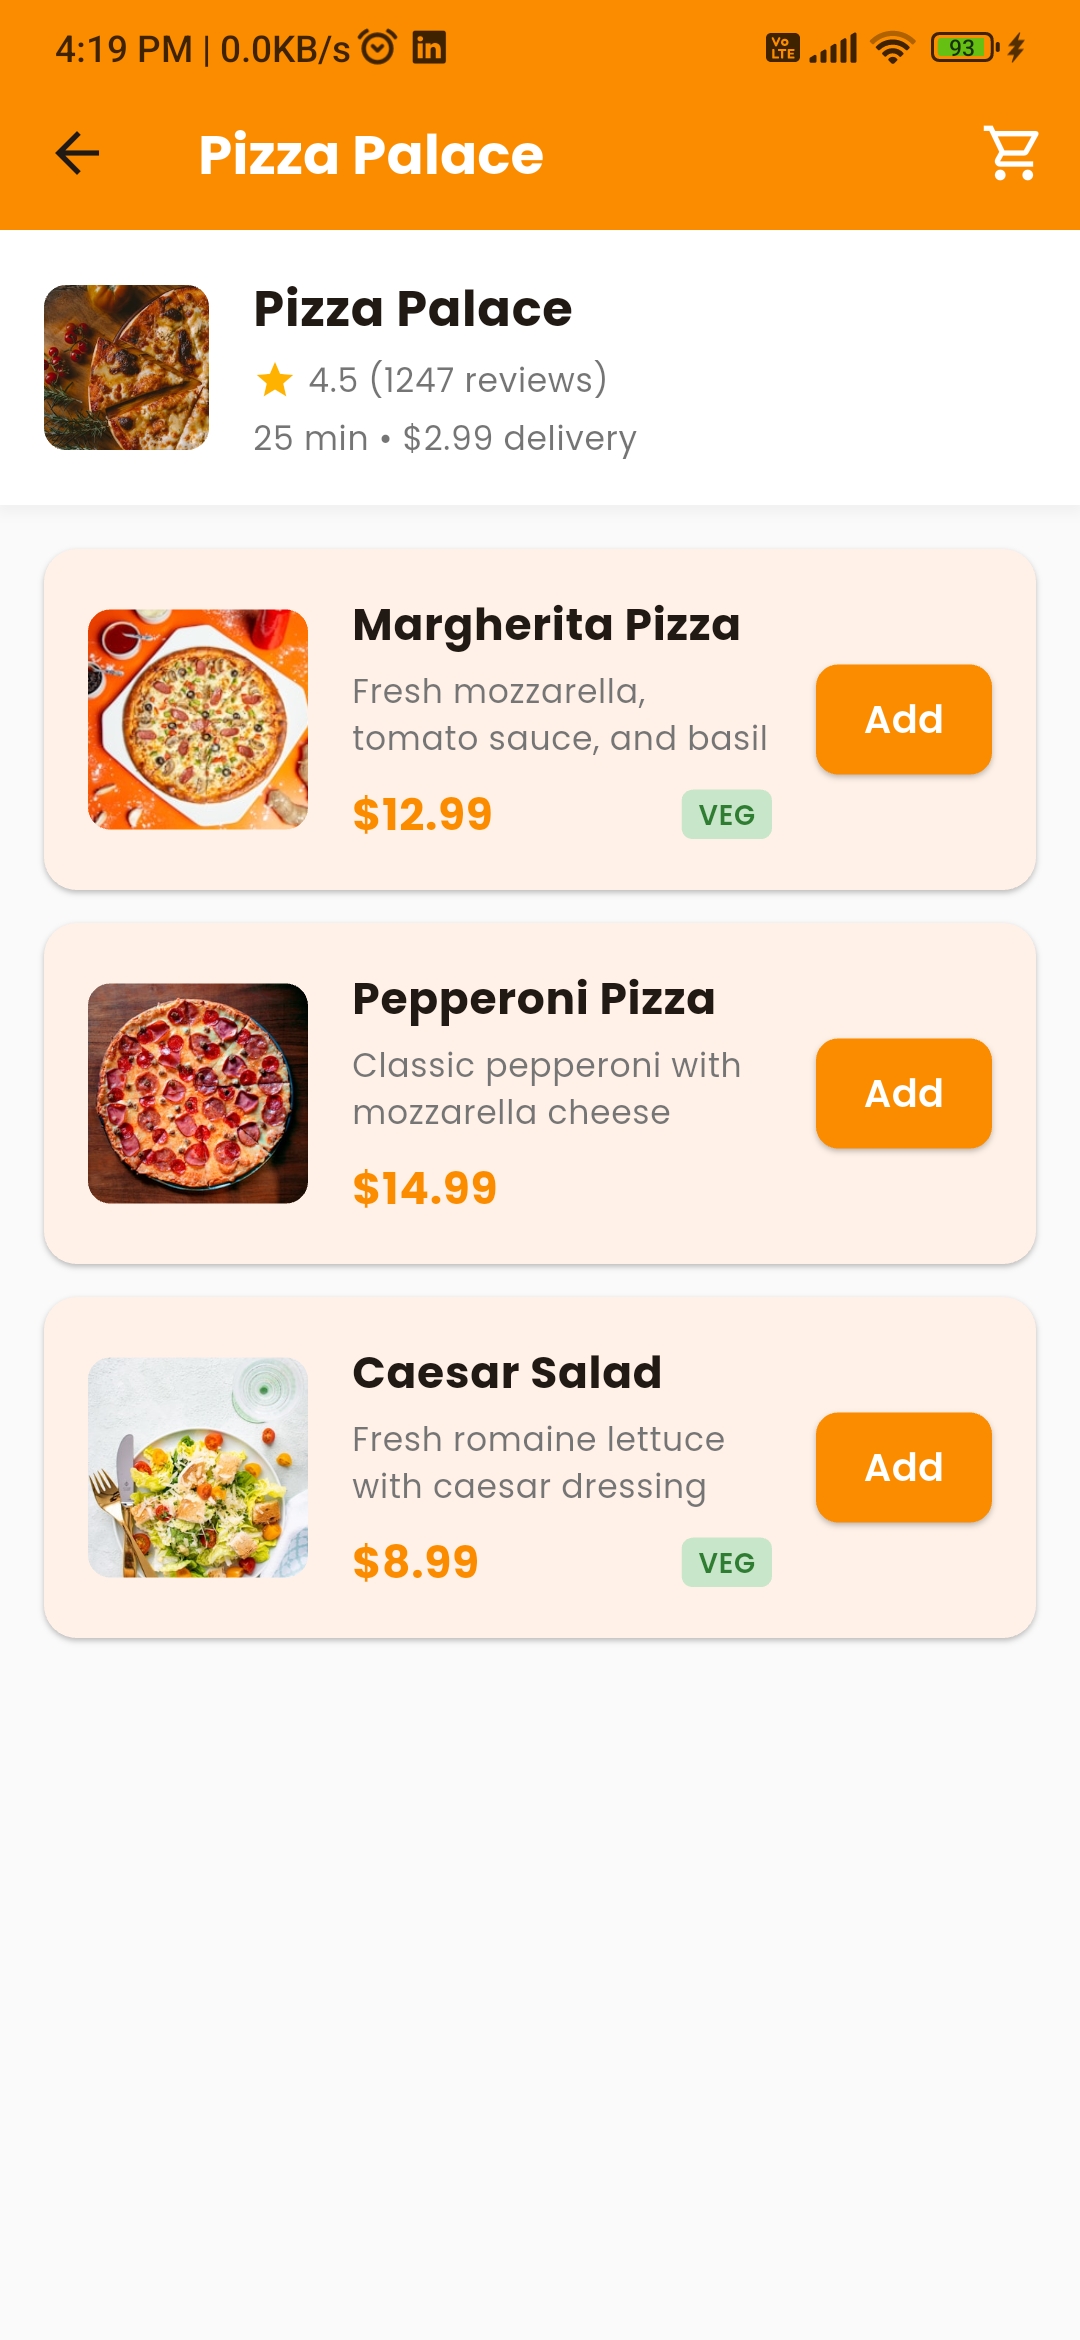 4:19 PM | 0.0KB/s in Vo LTE 93
Pizza Palace
Pizza Palace
4.5 (1247 reviews)
25 min • $2.99 delivery
Margherita Pizza
Fresh mozzarella,
tomato sauce, and basil
Add
$12.99 VEG
Pepperoni Pizza
Classic pepperoni with
mozzarella cheese
Add
$14.99
Caesar Salad
Fresh romaine lettuce
with caesar dressing
Add
$8.99 VEG